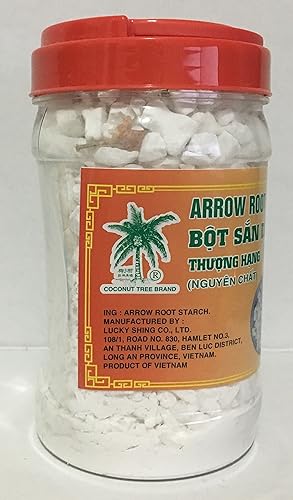 ARROW ROOT
BỘT SẮN
THƯỢNG HẠNG
(NGUYÊN CHẤT)
®
COCONUT TREE BRAND
ING : ARROW ROOT STARCH.
MANUFACTURED BY :
LUCKY SHING CO., LTD.
108/1, ROAD NO. 830, HAMLET NO.3,
AN THANH VILLAGE, BEN LUC DISTRICT,
LONG AN PROVINCE, VIETNAM.
PRODUCT OF VIETNAM